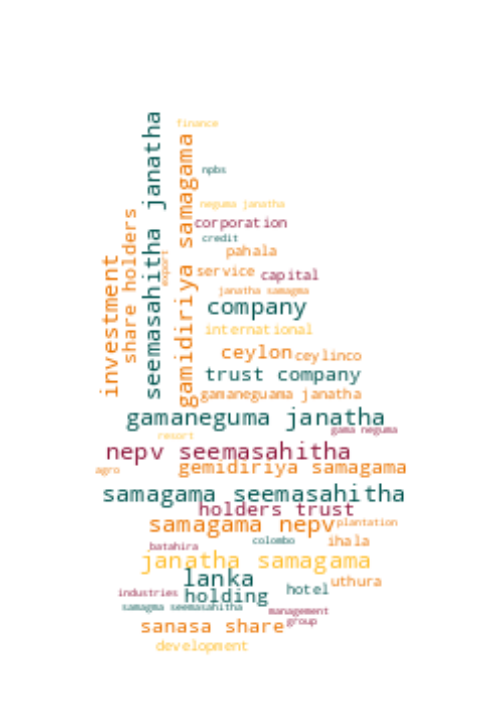 seemasahitha janatha
finance
gamidiriya samagama
npbs
neguma janatha
share holders
corporation
credit
pahala
export
investment
service
capital
janatha samagma
company
international
ceylon
ceylinco
trust company
gamaneguama janatha
gamaneguma janatha
gama neguma
resort
nepv seemasahitha
agro
gemidiriya samagama
samagama seemasahitha
holders trust
samagama nepv
plantation
colombo
ihala
batahira
janatha samagama
lanka
uthura
hotel
industries
holding
samagma seemasahitha
management
group
sanasa share
development